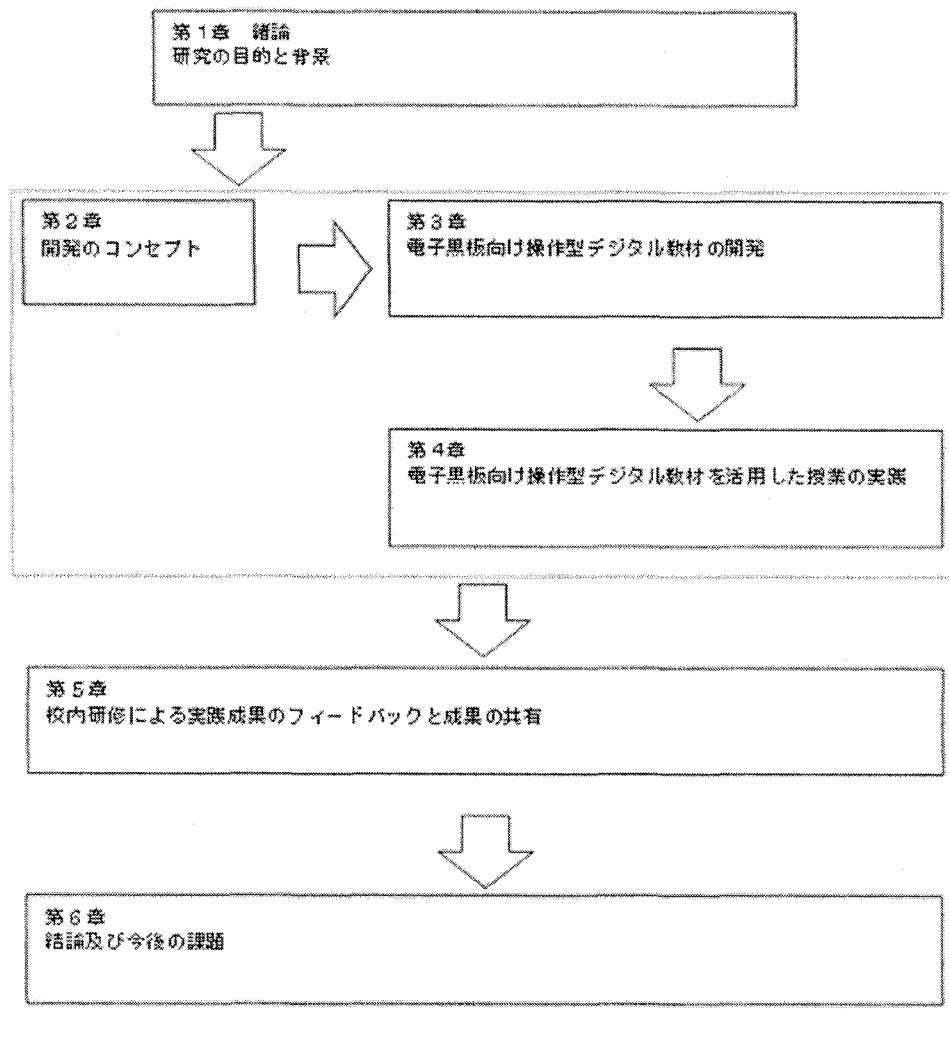 第１章　緒論
研究の目的と背景
第２章
開発のコンセプト
第３章
電子黒板向け操作型デジタル教材の開発
第４章
電子黒板向け操作型デジタル教材を活用した授業の実践
第５章
校内研修による実践成果のフィードバックと成果の共有
第６章
結論及び今後の課題